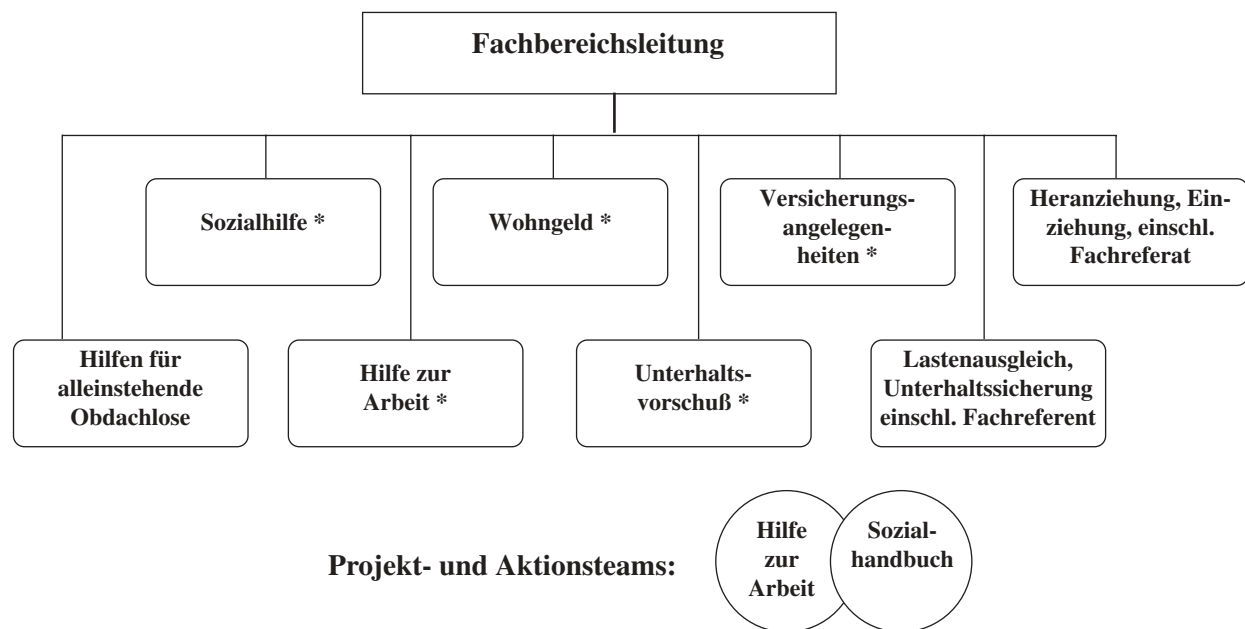 Fachbereichsleitung
Sozialhilfe *
Wohngeld *
Versicherungs-
angelegen-
heiten *
Heranziehung, Ein-
ziehung, einschl.
Fachreferat
Hilfen für
alleinstehende
Obdachlose
Hilfe zur
Arbeit *
Unterhalts-
vorschuß *
Lastenausgleich,
Unterhaltssicherung
einschl. Fachreferent
Projekt- und Aktionsteams:
Hilfe
zur
Arbeit
Sozial-
handbuch